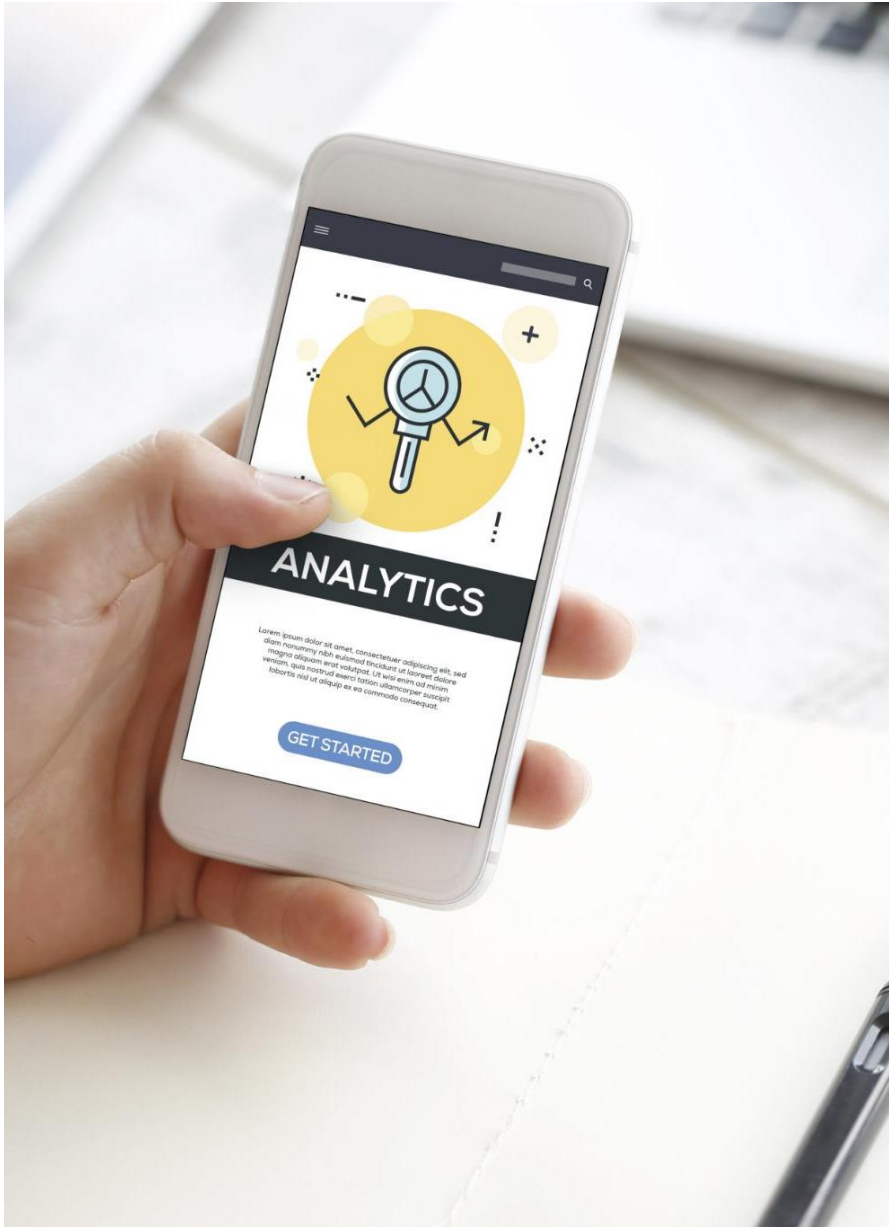 ANALYTICS
Lorem ipsum dolor sit amet, consectetuer adipiscing elit, sed
diam nonummy nibh euismod tincidunt ut laoreet dolore
magna aliquam erat volutpat. Ut wisi enim ad minim
veniam, quis nostrud exerci tation ullamcorper suscipit
lobortis nisl ut aliquip ex ea commodo consequat.
GET STARTED